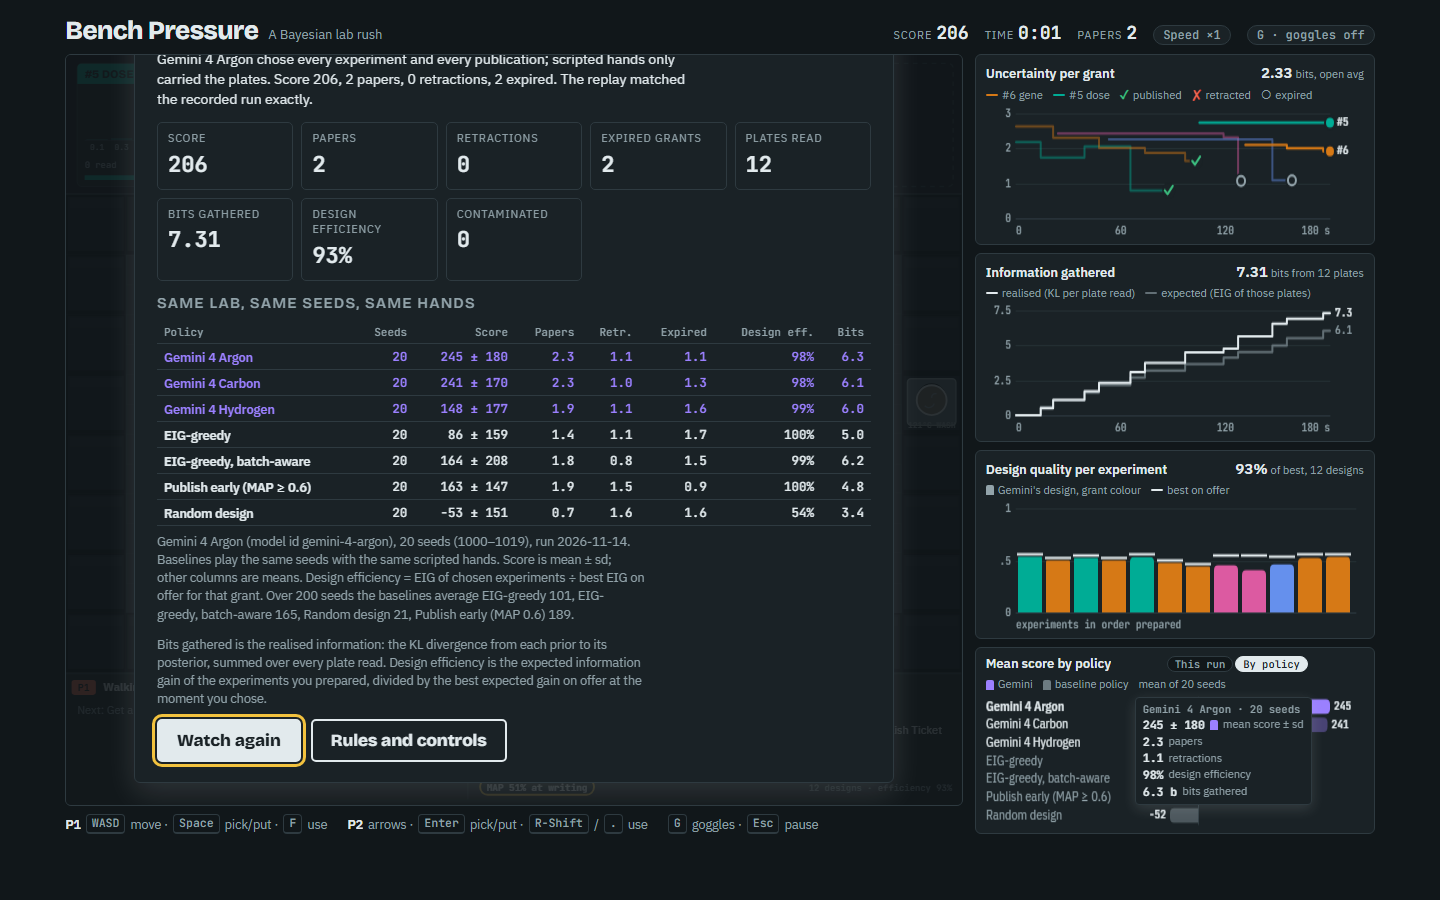 Bench Pressure A Bayesian lab rush
SCORE 206 TIME 0:01 PAPERS 2 Speed ×1 G · goggles off
Gemini 4 Argon chose every experiment and every publication; scripted hands only
carried the plates. Score 206, 2 papers, 0 retractions, 2 expired. The replay matched
the recorded run exactly.
SCORE PAPERS RETRACTIONS EXPIRED GRANTS PLATES READ
206 2 0 2 12
BITS GATHERED DESIGN EFFICIENCY CONTAMINATED
7.31 93% 0
SAME LAB, SAME SEEDS, SAME HANDS
Policy Seeds Score Papers Retr. Expired Design eff. Bits
Gemini 4 Argon 20 245 ± 180 2.3 1.1 1.1 98% 6.3
Gemini 4 Carbon 20 241 ± 170 2.3 1.0 1.3 98% 6.1
Gemini 4 Hydrogen 20 148 ± 177 1.9 1.1 1.6 99% 6.0
EIG-greedy 20 86 ± 159 1.4 1.1 1.7 100% 5.0
EIG-greedy, batch-aware 20 164 ± 208 1.8 0.8 1.5 99% 6.2
Publish early (MAP ≥ 0.6) 20 163 ± 147 1.9 1.5 0.9 100% 4.8
Random design 20 -53 ± 151 0.7 1.6 1.6 54% 3.4
Gemini 4 Argon (model id gemini-4-argon), 20 seeds (1000–1019), run 2026-11-14.
Baselines play the same seeds with the same scripted hands. Score is mean ± sd;
other columns are means. Design efficiency = EIG of chosen experiments ÷ best EIG on
offer for that grant. Over 200 seeds the baselines average EIG-greedy 101, EIG-
greedy, batch-aware 165, Random design 21, Publish early (MAP 0.6) 189.
Bits gathered is the realised information: the KL divergence from each prior to its
posterior, summed over every plate read. Design efficiency is the expected information
gain of the experiments you prepared, divided by the best expected gain on offer at the
moment you chose.
Watch again Rules and controls
#5 DOSE
P1
Next: Get a
MAP 51% at writing
12 designs · efficiency 93%
P1 WASD move · Space pick/put · F use P2 arrows · Enter pick/put · R-Shift / . use G goggles · Esc pause
Uncertainty per grant 2.33 bits, open avg
#6 gene #5 dose published retracted expired
3
2
1
0
#5
#6
0 60 120 180 s
Information gathered 7.31 bits from 12 plates
realised (KL per plate read) expected (EIG of those plates)
7.5
5
2.5
0
7.3
6.1
0 60 120 180 s
Design quality per experiment 93% of best, 12 designs
Gemini's design, grant colour best on offer
1
.5
0
experiments in order prepared
Mean score by policy This run By policy
Gemini baseline policy mean of 20 seeds
Gemini 4 Argon 245
Gemini 4 Carbon 241
Gemini 4 Hydrogen
EIG-greedy
EIG-greedy, batch-aware
Publish early (MAP ≥ 0.6)
Random design -52
Gemini 4 Argon · 20 seeds
245 ± 180 mean score ± sd
2.3 papers
1.1 retractions
98% design efficiency
6.3 b bits gathered